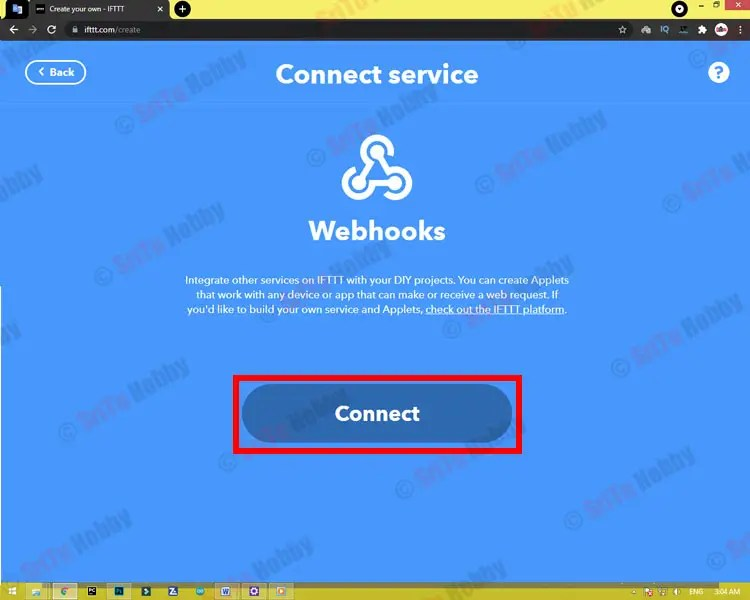 Create your own - IFTTT
ifttt.com/create
Back
Connect service
?
Webhooks
Integrate other services on IFTTT with your DIY projects. You can create Applets
that work with any device or app that can make or receive a web request. If
you'd like to build your own service and Applets, check out the IFTTT platform.
Connect
© SriTu Hobby
ENG 3:04 AM